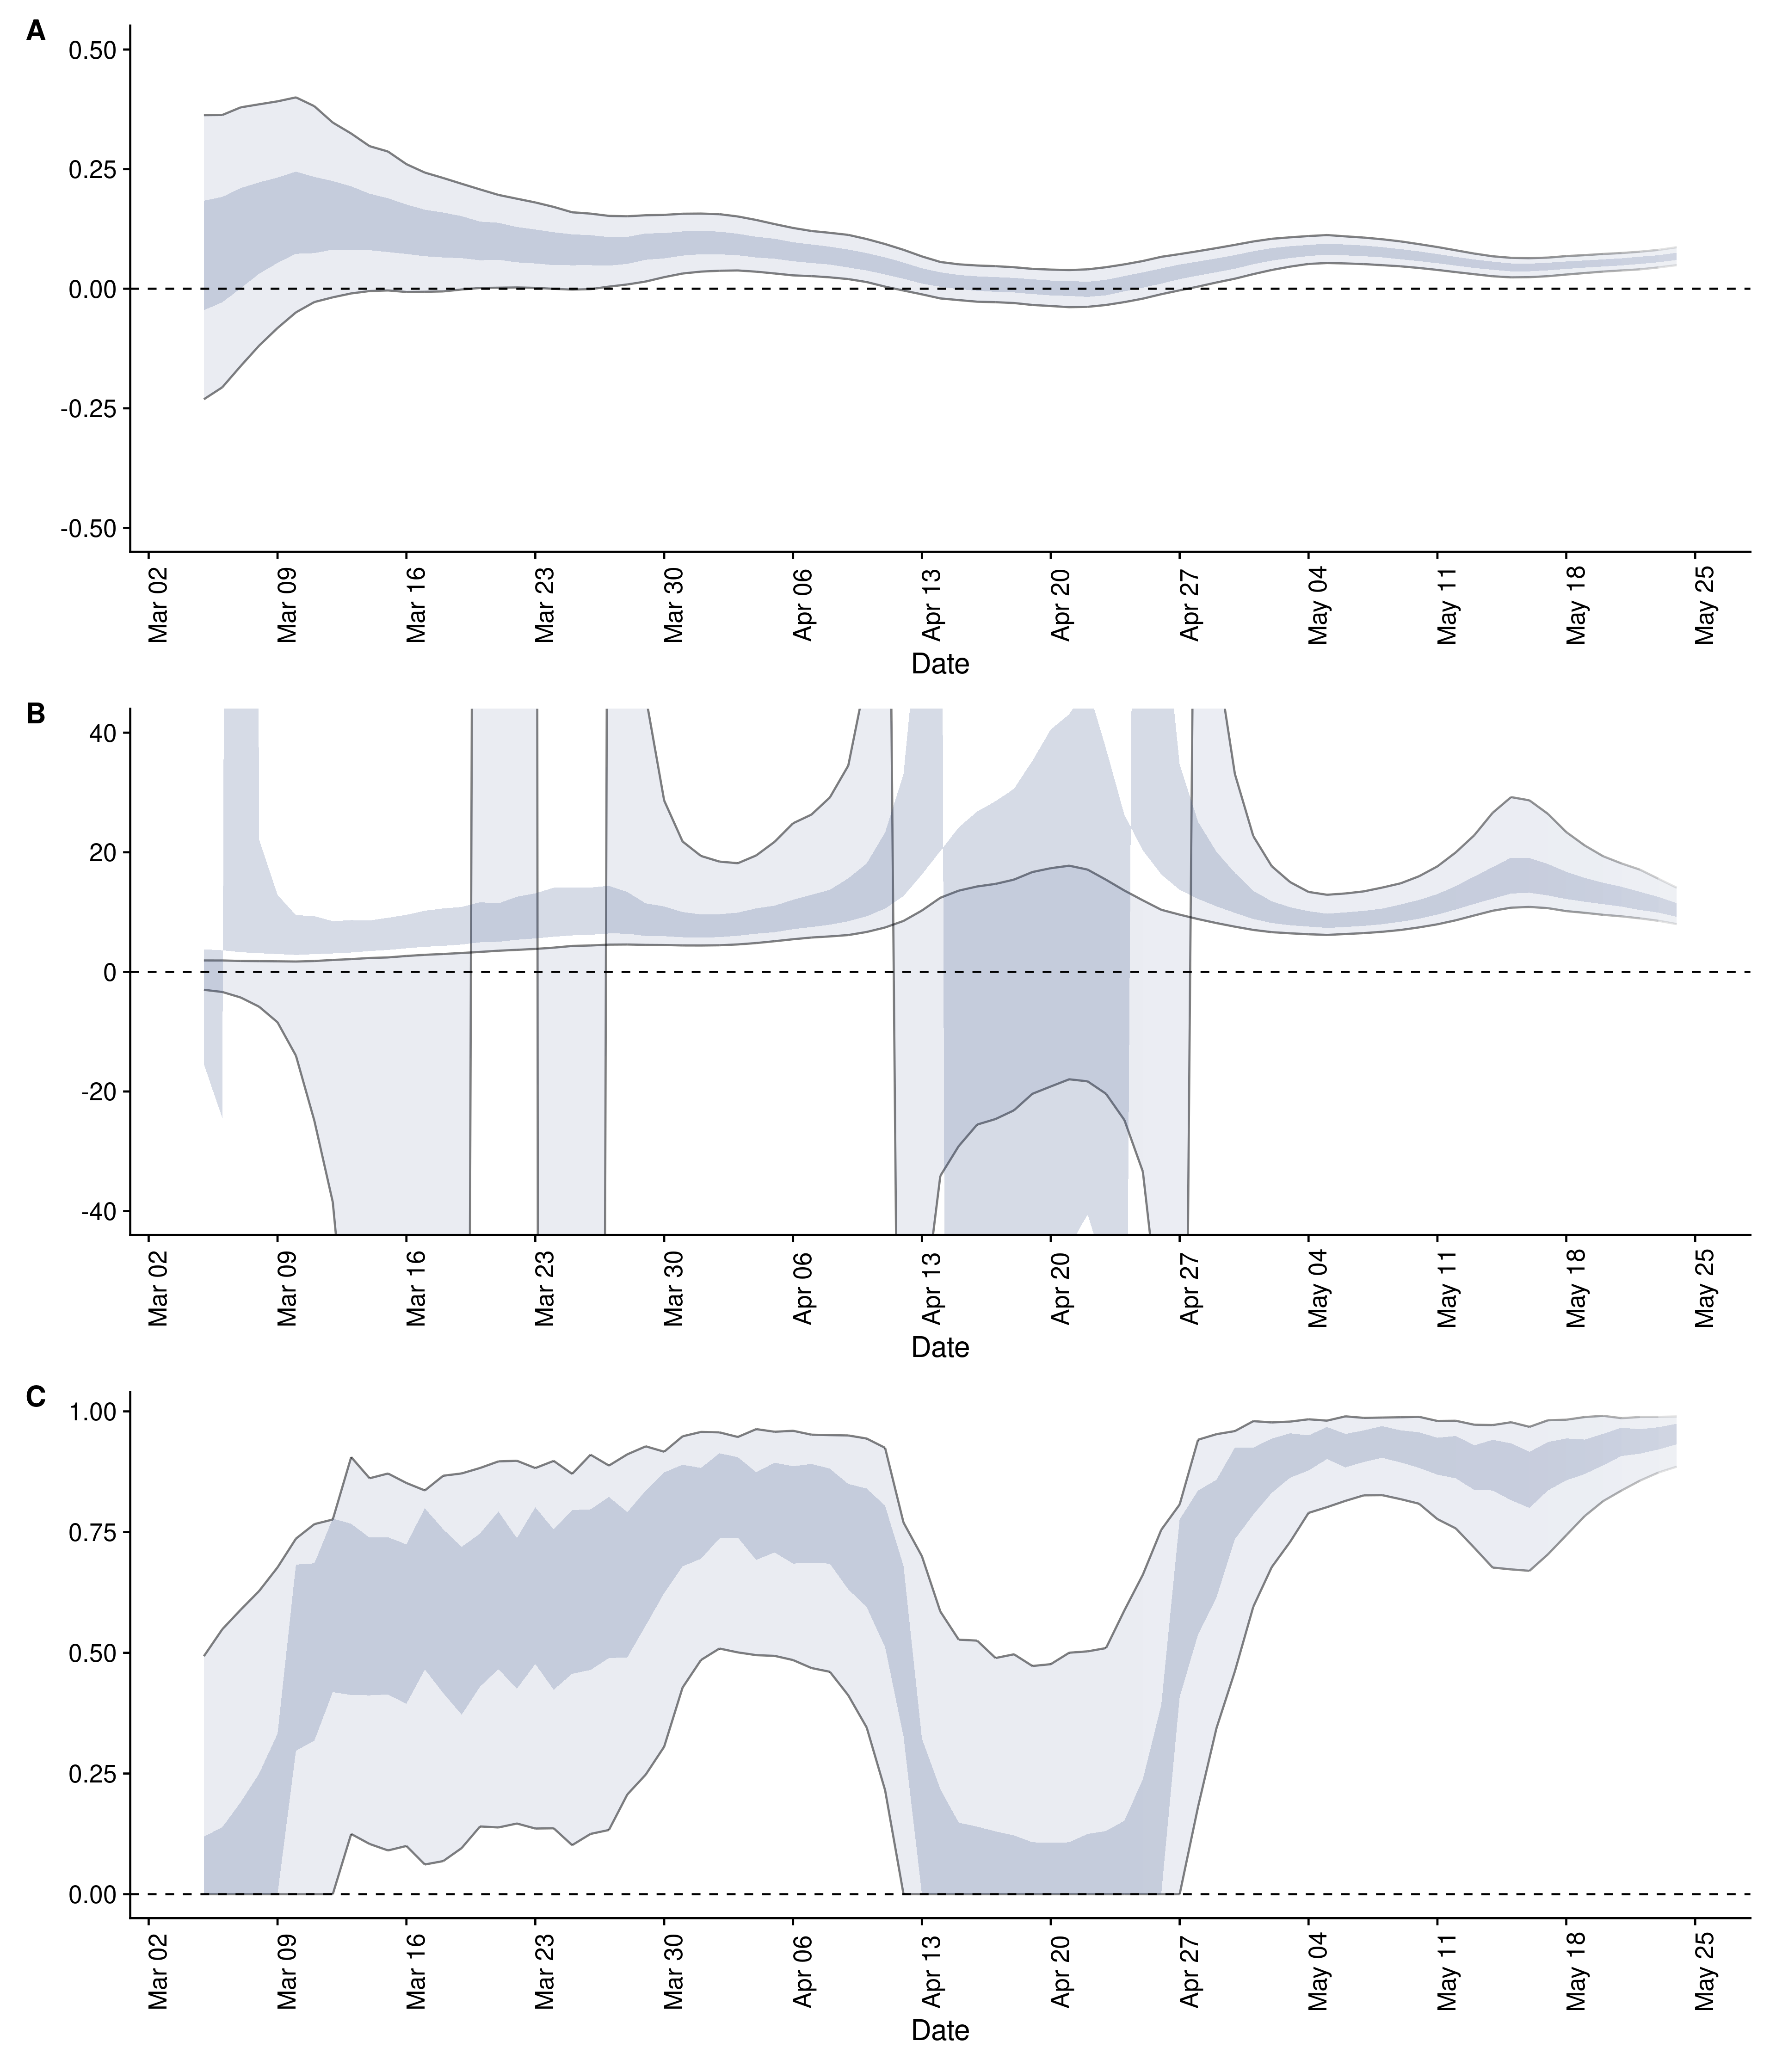 A
0.50
0.25
0.00
-0.25
-0.50
Mar 02
Mar 09
Mar 16
Mar 23
Mar 30
Apr 06
Apr 13
Apr 20
Apr 27
May 04
May 11
May 18
May 25
Date
B
40
20
0
-20
-40
Mar 02
Mar 09
Mar 16
Mar 23
Mar 30
Apr 06
Apr 13
Apr 20
Apr 27
May 04
May 11
May 18
May 25
Date
C
1.00
0.75
0.50
0.25
0.00
Mar 02
Mar 09
Mar 16
Mar 23
Mar 30
Apr 06
Apr 13
Apr 20
Apr 27
May 04
May 11
May 18
May 25
Date